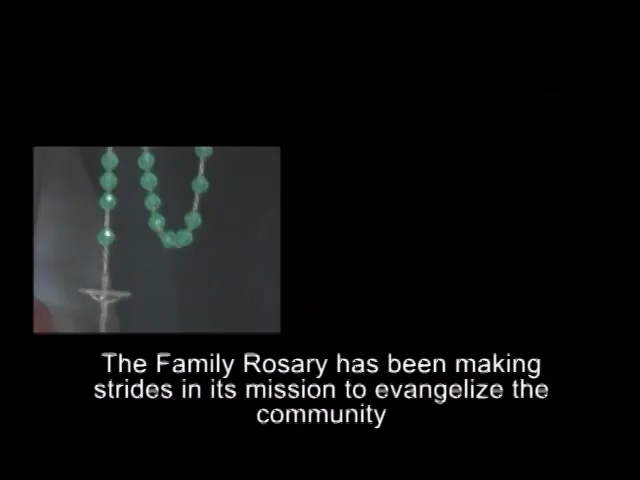 The Family Rosary has been making
strides in its mission to evangelize the
community